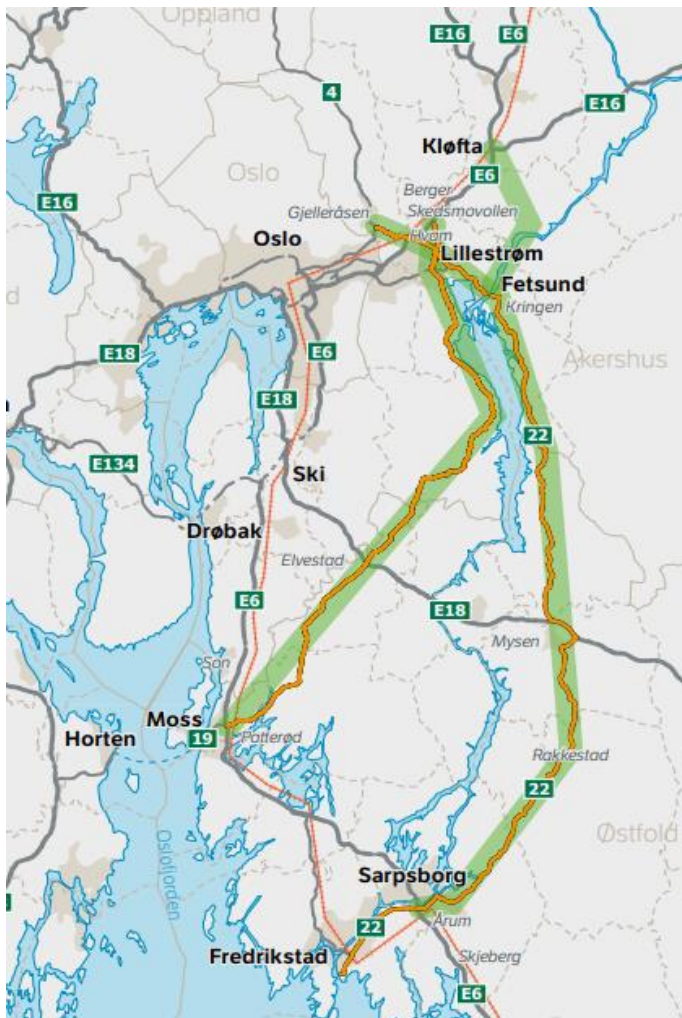 Oppland
E16
E6
4
E16
Kløfta
E6
Oslo
Berger
E16
Gjelleråsen
Skedsmovollen
Oslo
Hvam
Lillestrøm
Fetsund
Kringen
E6
E18
Akershus
E18
22
E134
Ski
Drøbak
Elvestad
E6
E18
Mysen
Son
Moss
19
Patterød
Horten
Rakkestad
22
Østfold
Oslofjorden
Sarpsborg
22
Årum
Fredrikstad
Skjeberg
E6